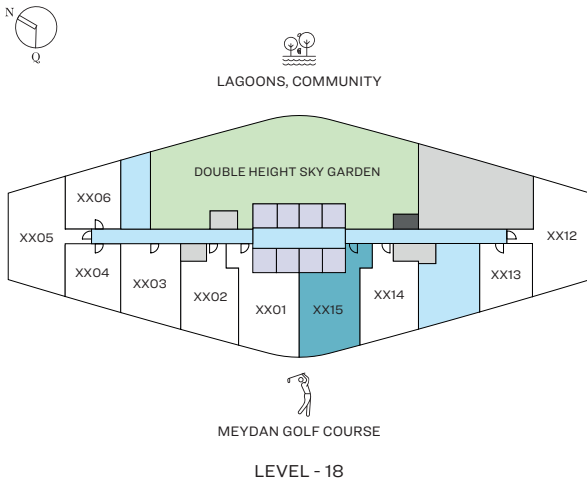 N
Q
LAGOONS, COMMUNITY
DOUBLE HEIGHT SKY GARDEN
XX06
XX05
XX12
XX04
XX03
XX02
XX01
XX15
XX14
XX13
MEYDAN GOLF COURSE
LEVEL - 18